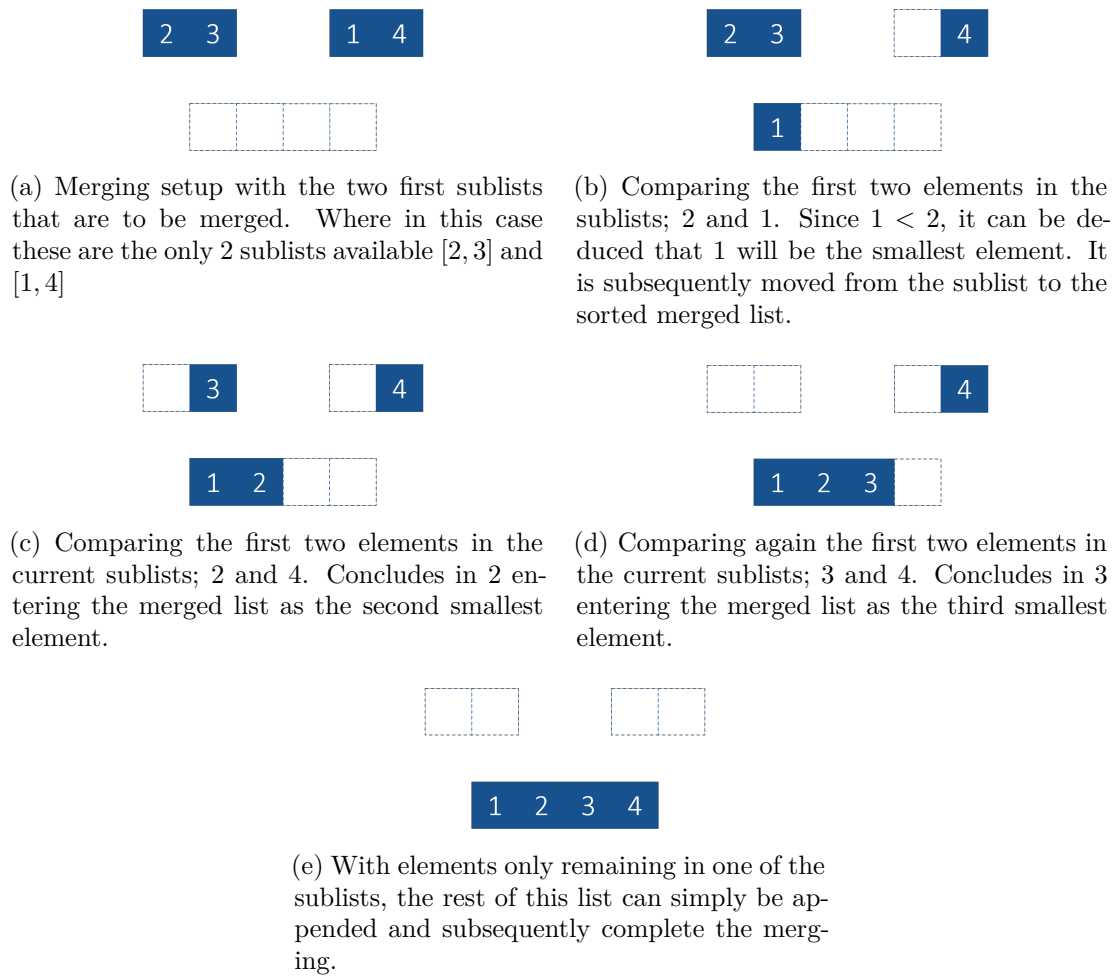 2 3 1 4
2 3 4
1
(a) Merging setup with the two first sublists
that are to be merged. Where in this case
these are the only 2 sublists available [2, 3] and
[1, 4]
(b) Comparing the first two elements in the
sublists; 2 and 1. Since 1 < 2, it can be de-
duced that 1 will be the smallest element. It
is subsequently moved from the sublist to the
sorted merged list.
3 4
1 2
4
1 2 3
(c) Comparing the first two elements in the
current sublists; 2 and 4. Concludes in 2 en-
tering the merged list as the second smallest
element.
(d) Comparing again the first two elements in
the current sublists; 3 and 4. Concludes in 3
entering the merged list as the third smallest
element.
1 2 3 4
(e) With elements only remaining in one of the
sublists, the rest of this list can simply be ap-
pended and subsequently complete the merg-
ing.